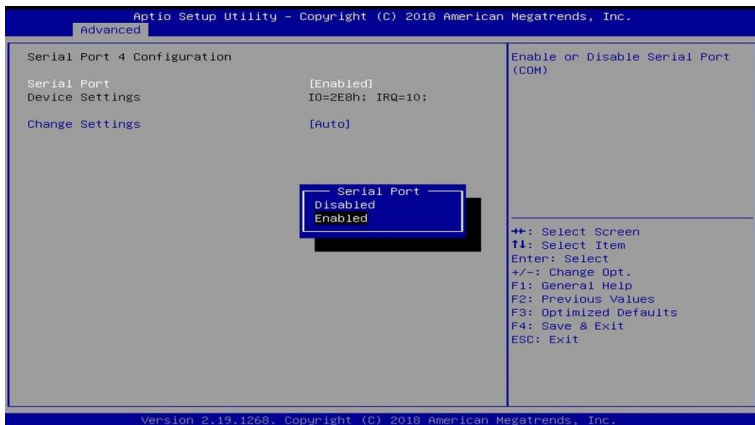 Aptio Setup Utility – Copyright (C) 2018 American Megatrends, Inc.
Advanced
Serial Port 4 Configuration
Serial Port [Enabled]
Device Settings IO=2E8h; IRQ=10;
Change Settings [Auto]
Serial Port
Disabled
Enabled
Enable or Disable Serial Port
(COM)
→←: Select Screen
↑↓: Select Item
Enter: Select
+/-: Change Opt.
F1: General Help
F2: Previous Values
F3: Optimized Defaults
F4: Save & Exit
ESC: Exit
Version 2.19.1268. Copyright (C) 2018 American Megatrends, Inc.